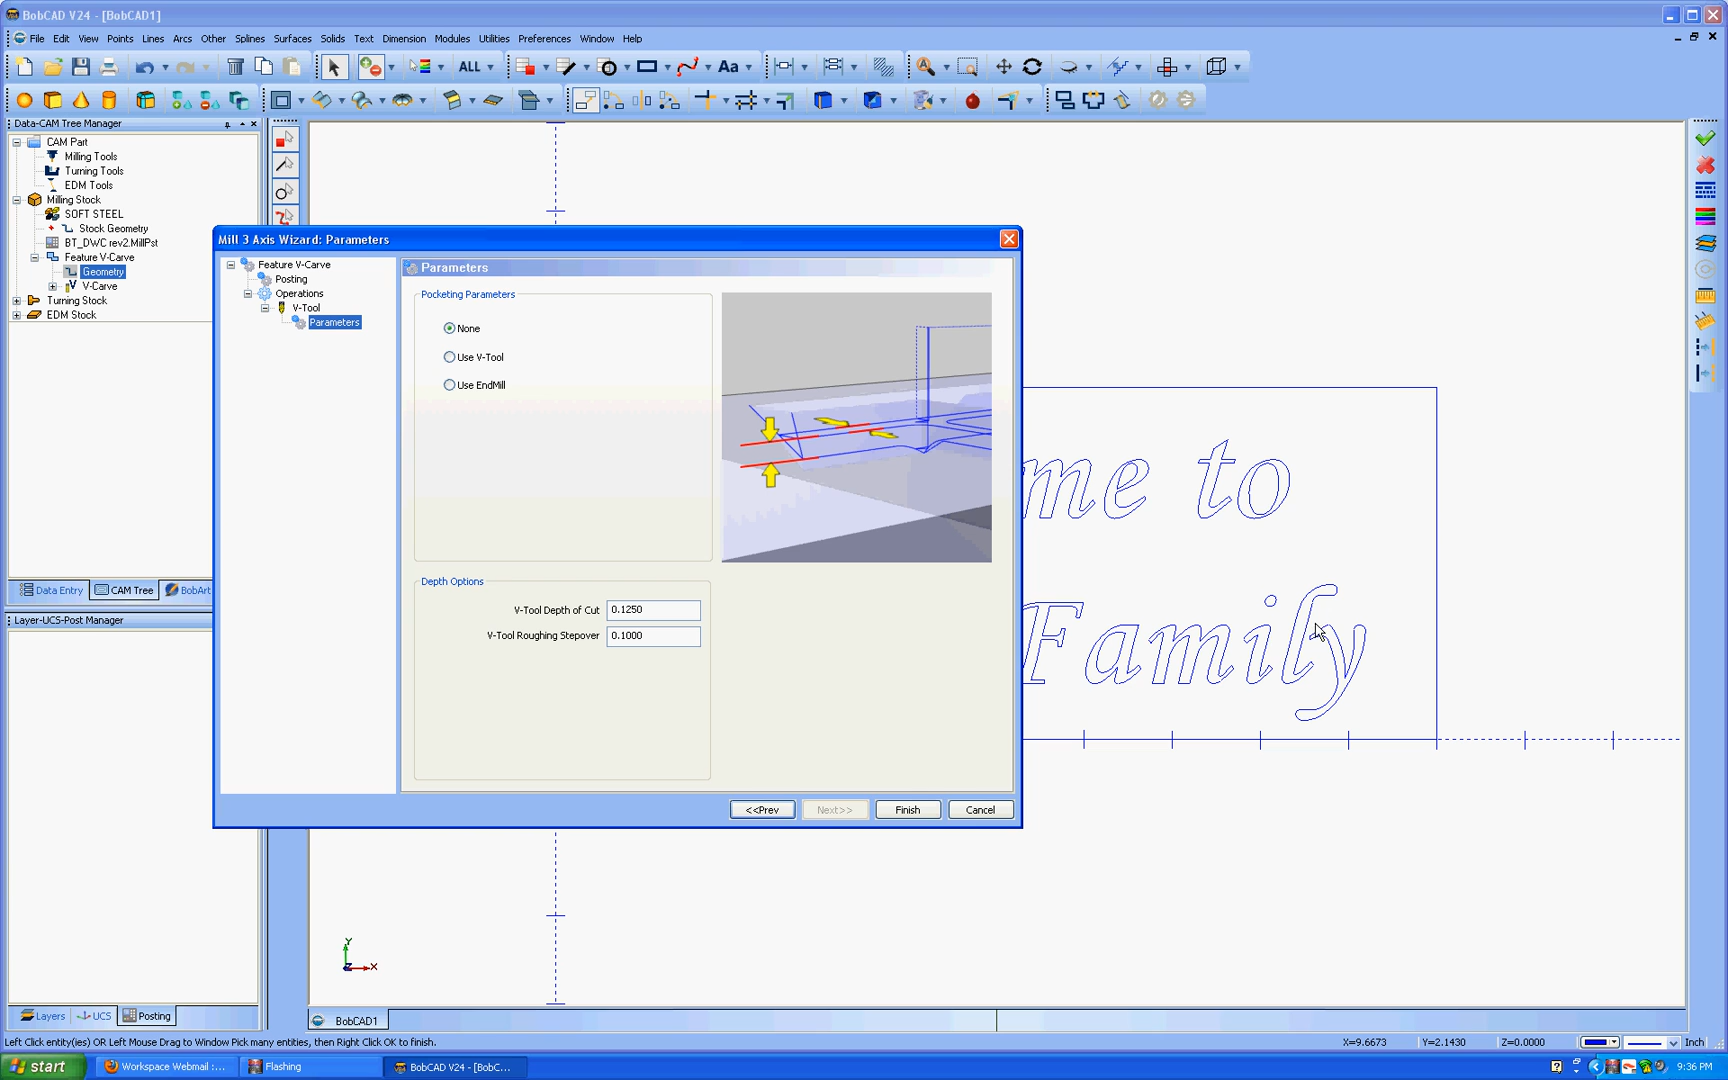 BobCAD V24 - [BobCAD1]
File Edit View Points Lines Arcs Other Splines Surfaces Solids Text Dimension Modules Utilities Preferences Window Help
ALL
Aa
Data-CAM Tree Manager
CAM Part
Milling Tools
Turning Tools
EDM Tools
Milling Stock
SOFT STEEL
Stock Geometry
BT_DWC rev2.MillPst
Feature V-Carve
Geometry
V-Carve
Turning Stock
EDM Stock
Data Entry CAM Tree BobArt
Layer-UCS-Post Manager
Layers UCS Posting
Mill 3 Axis Wizard: Parameters
Feature V-Carve
Posting
Operations
V-Tool
Parameters
Parameters
Pocketing Parameters
None
Use V-Tool
Use EndMill
Depth Options
V-Tool Depth of Cut 0.1250
V-Tool Roughing Stepover 0.1000
<<Prev Next>> Finish Cancel
me to
Family
Y
Z X
BobCAD1
Left Click entity(ies) OR Left Mouse Drag to Window Pick many entities, then Right Click OK to finish.
X=9.6673 Y=2.1430 Z=0.0000 Inch
start Workspace Webmail :... Flashing BobCAD V24 - [BobC... 9:36 PM